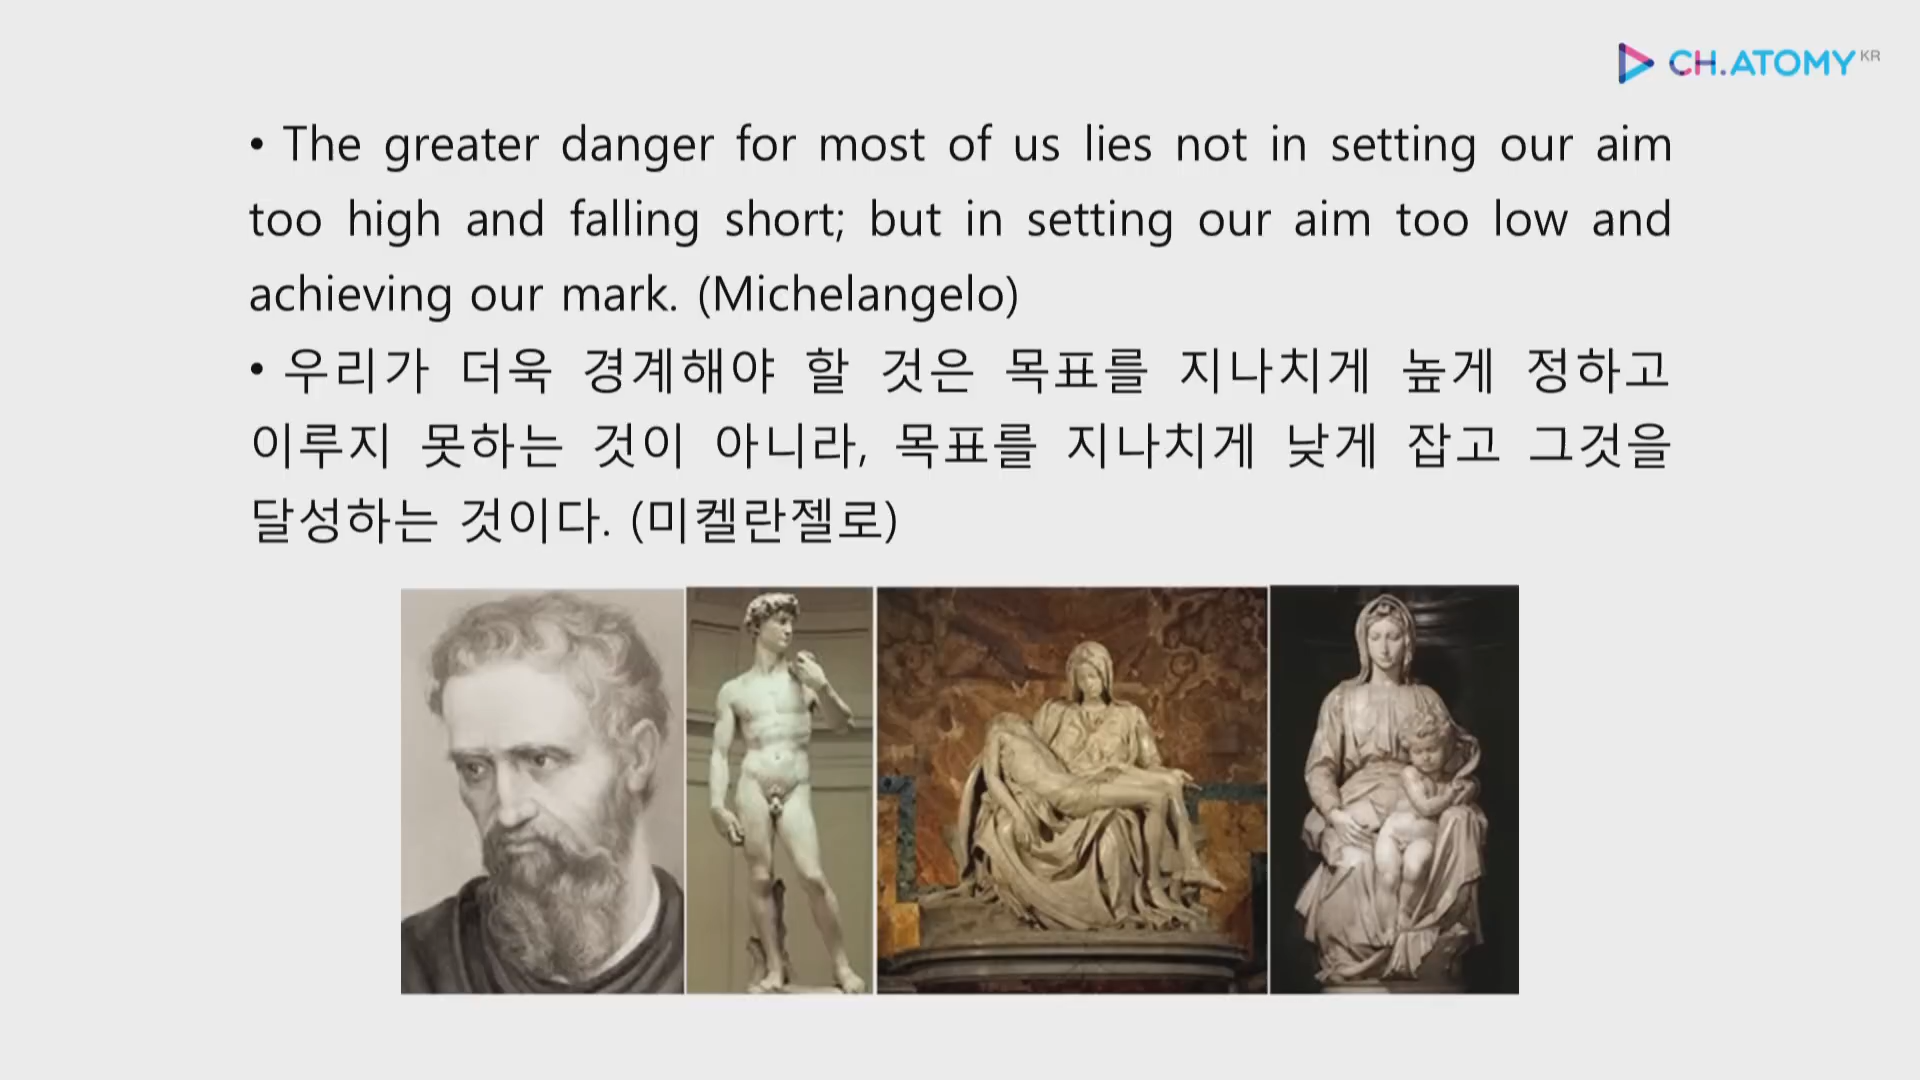 CH.ATOMY KR
• The greater danger for most of us lies not in setting our aim
too high and falling short; but in setting our aim too low and
achieving our mark. (Michelangelo)
• 우리가 더욱 경계해야 할 것은 목표를 지나치게 높게 정하고
이루지 못하는 것이 아니라, 목표를 지나치게 낮게 잡고 그것을
달성하는 것이다. (미켈란젤로)